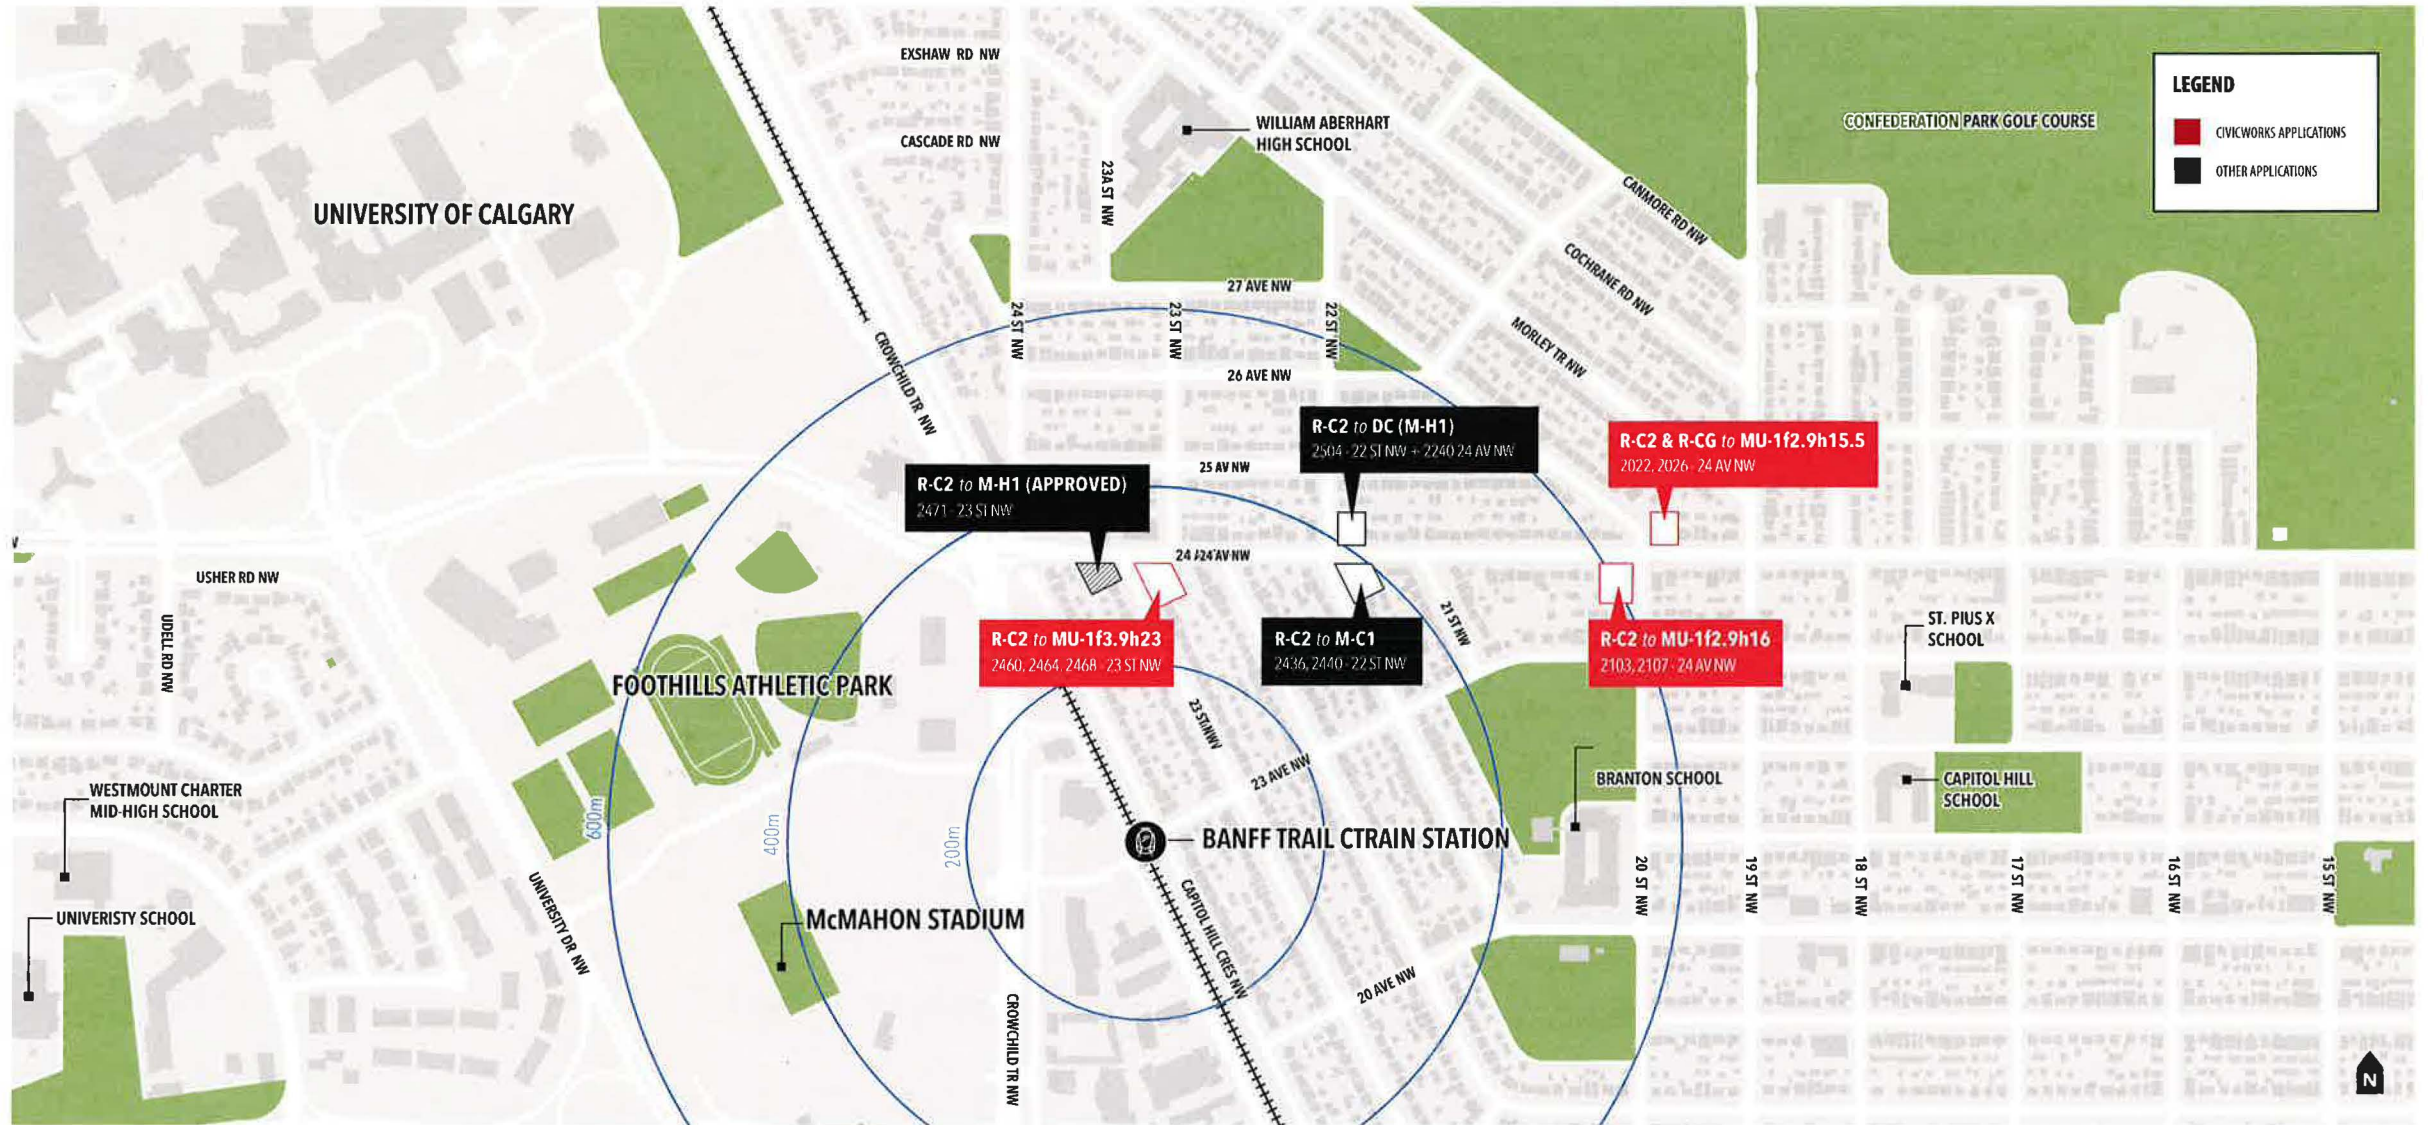 EXSHAW RD NW
CASCADE RD NW
23A ST NW
WILLIAM ABERHART
HIGH SCHOOL
CONFEDERATION PARK GOLF COURSE
LEGEND
CIVICWORKS APPLICATIONS
OTHER APPLICATIONS
UNIVERSITY OF CALGARY
CANMORE RD NW
COCHRANE RD NW
MORLEY TR NW
27 AVE NW
24 ST NW
23 ST NW
22 ST NW
CROWCHILD TR NW
26 AVE NW
25 AV NW
R-C2 to M-H1 (APPROVED)
2471 - 23 ST NW
R-C2 to DC (M-H1)
2504 - 22 ST NW + 2240 24 AV NW
R-C2 & R-CG to MU-1f2.9h15.5
2022, 2026 - 24 AV NW
24 AV NW
USHER RD NW
UDELL RD NW
R-C2 to MU-1f3.9h23
2460, 2464, 2468 - 23 ST NW
R-C2 to M-C1
2436, 2440 - 22 ST NW
21 ST NW
R-C2 to MU-1f2.9h16
2103, 2107 - 24 AV NW
ST. PIUS X
SCHOOL
FOOTHILLS ATHLETIC PARK
23 ST NW
23 AVE NW
BRANTON SCHOOL
CAPITOL HILL
SCHOOL
WESTMOUNT CHARTER
MID-HIGH SCHOOL
600m
400m
200m
BANFF TRAIL CTRAIN STATION
UNIVERISTY SCHOOL
UNIVERSITY DR NW
McMAHON STADIUM
CAPITOL HILL CRES NW
20 AVE NW
CROWCHILD TR NW
20 ST NW
19 ST NW
18 ST NW
17 ST NW
16 ST NW
15 ST NW
N